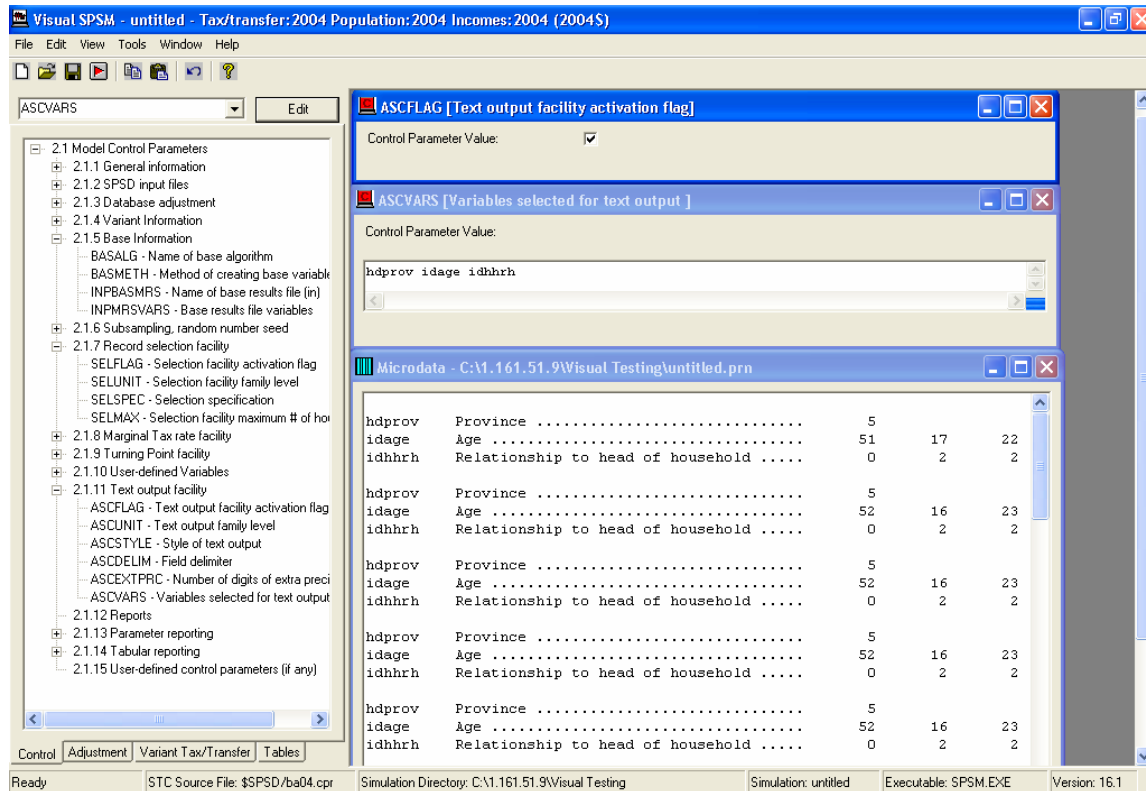 Visual SPSM - untitled - Tax/transfer:2004 Population:2004 Incomes:2004 (2004$)
File Edit View Tools Window Help
ASCVARS
Edit
2.1 Model Control Parameters
2.1.1 General information
2.1.2 SPSD input files
2.1.3 Database adjustment
2.1.4 Variant Information
2.1.5 Base Information
BASALG - Name of base algorithm
BASMETH - Method of creating base variable
INPBASMRS - Name of base results file (in)
INPMRSVARS - Base results file variables
2.1.6 Subsampling, random number seed
2.1.7 Record selection facility
SELFLAG - Selection facility activation flag
SELUNIT - Selection facility family level
SELSPEC - Selection specification
SELMAX - Selection facility maximum # of hou
2.1.8 Marginal Tax rate facility
2.1.9 Turning Point facility
2.1.10 User-defined Variables
2.1.11 Text output facility
ASCFLAG - Text output facility activation flag
ASCUNIT - Text output family level
ASCSTYLE - Style of text output
ASCDELIM - Field delimiter
ASCEXTPRC - Number of digits of extra preci
ASCVARS - Variables selected for text output
2.1.12 Reports
2.1.13 Parameter reporting
2.1.14 Tabular reporting
2.1.15 User-defined control parameters (if any)
Control Adjustment Variant Tax/Transfer Tables
ASCFLAG [Text output facility activation flag]
Control Parameter Value:
ASCVARS [Variables selected for text output ]
Control Parameter Value:
hdprov idage idhhrh
Microdata - C:\1.161.51.9\Visual Testing\untitled.prn
hdprov Province ............................... 5
idage Age .................................... 51 17 22
idhhrh Relationship to head of household ..... 0 2 2
hdprov Province ............................... 5
idage Age .................................... 52 16 23
idhhrh Relationship to head of household ..... 0 2 2
hdprov Province ............................... 5
idage Age .................................... 52 16 23
idhhrh Relationship to head of household ..... 0 2 2
hdprov Province ............................... 5
idage Age .................................... 52 16 23
idhhrh Relationship to head of household ..... 0 2 2
hdprov Province ............................... 5
idage Age .................................... 52 16 23
idhhrh Relationship to head of household ..... 0 2 2
Ready STC Source File: $SPSD/ba04.cpr Simulation Directory: C:\1.161.51.9\Visual Testing Simulation: untitled Executable: SPSM.EXE Version: 16.1